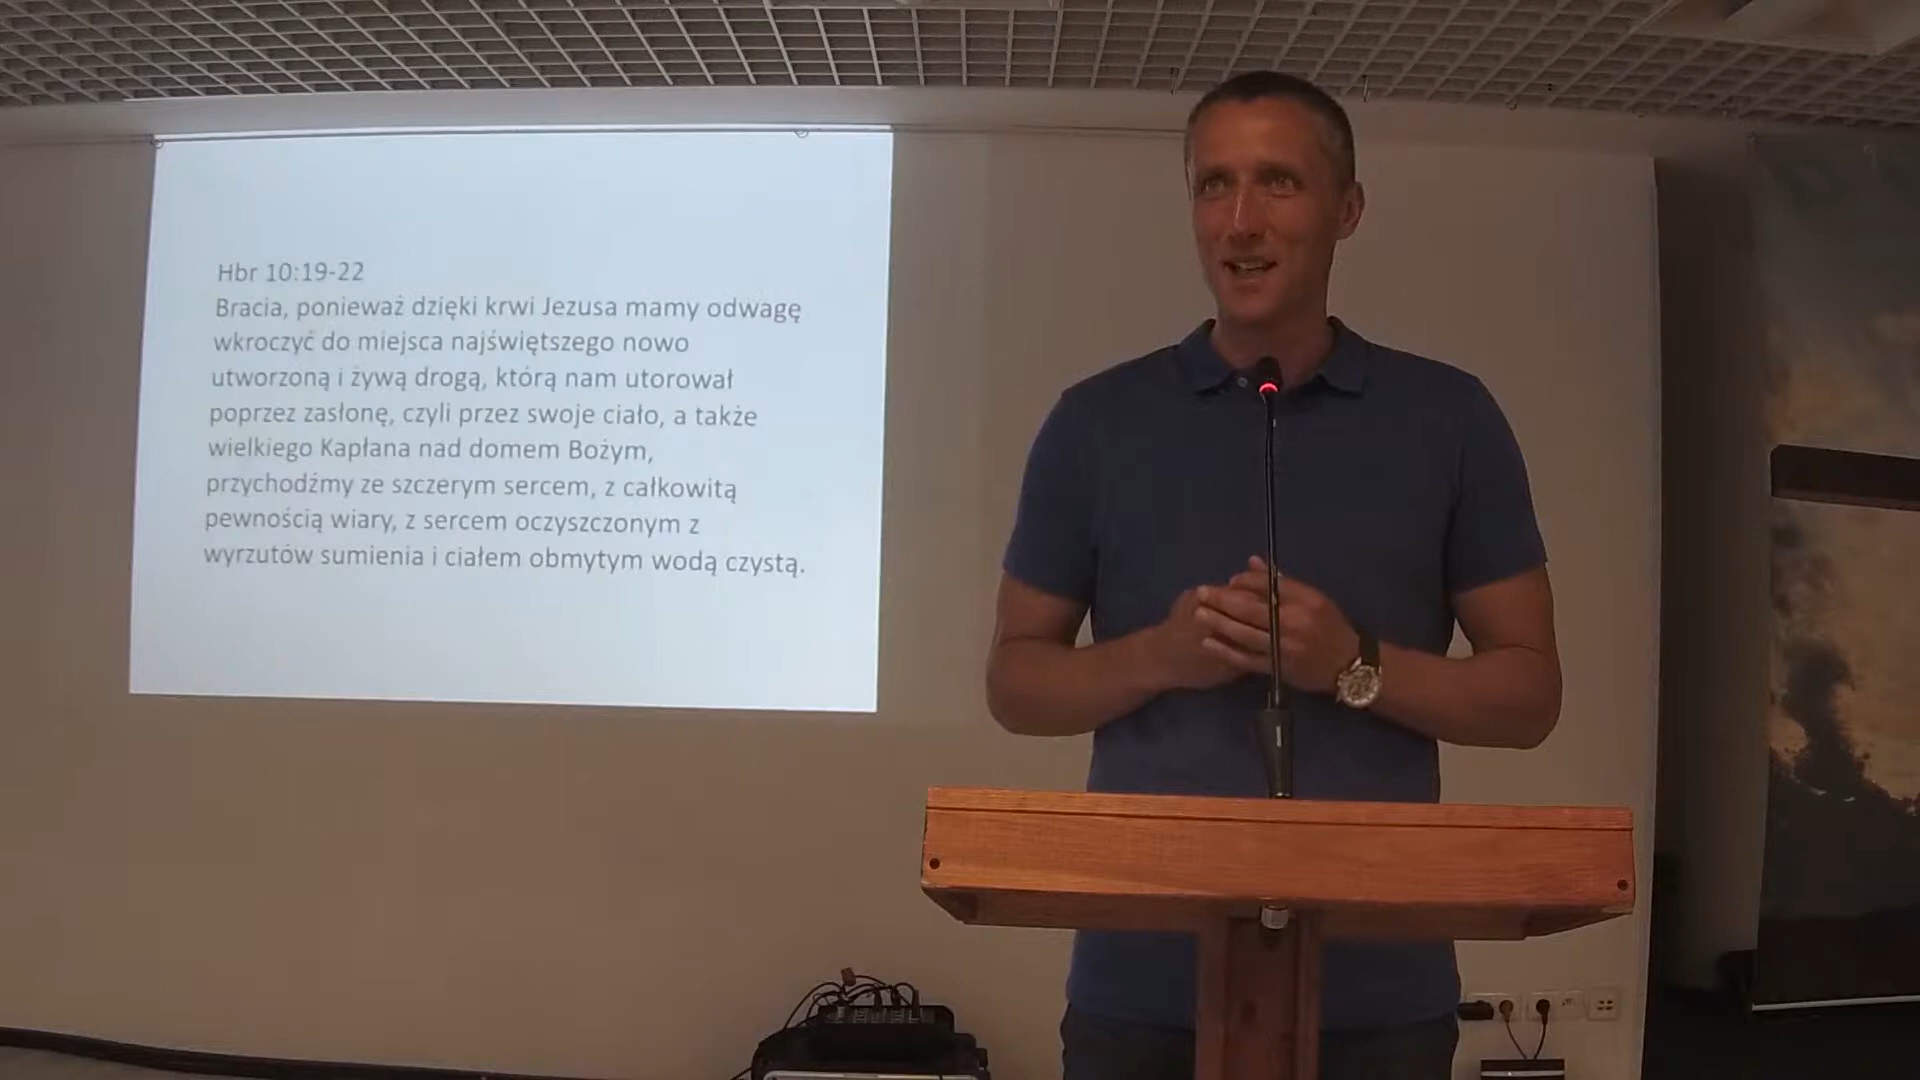 Hbr 10:19-22
Bracia, ponieważ dzięki krwi Jezusa mamy odwagę
wkroczyć do miejsca najświętszego nowo
utworzoną i żywą drogą, którą nam utorował
poprzez zasłonę, czyli przez swoje ciało, a także
wielkiego Kapłana nad domem Bożym,
przychodźmy ze szczerym sercem, z całkowitą
pewnością wiary, z sercem oczyszczonym z
wyrzutów sumienia i ciałem obmytym wodą czystą.